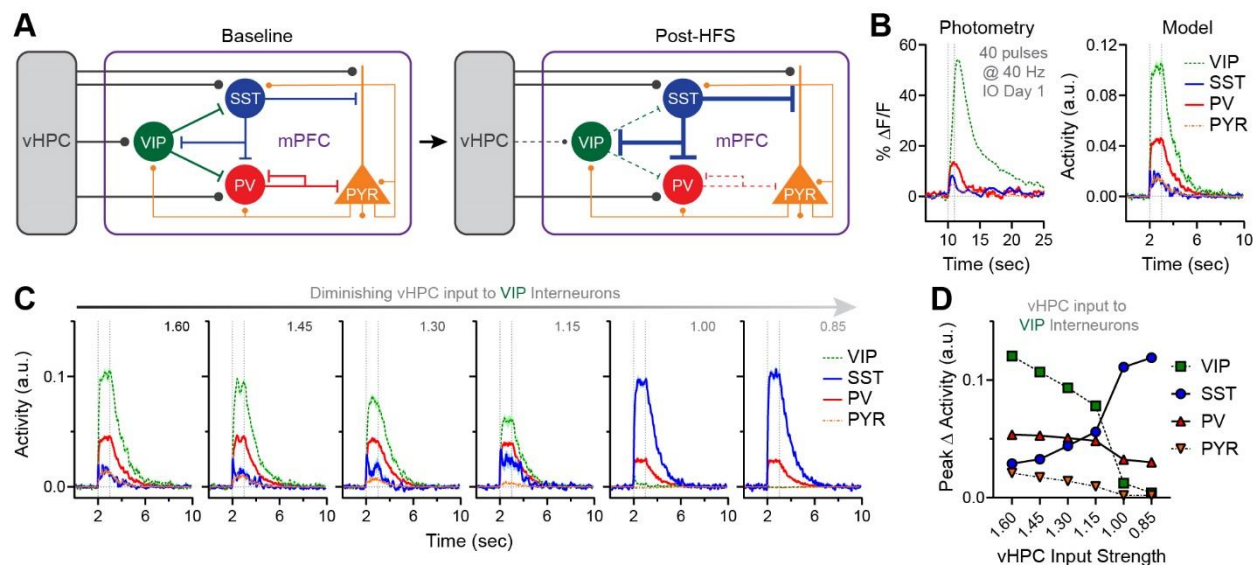 A
Baseline
Post-HFS
vHPC
VIP
SST
PV
PYR
mPFC
vHPC
VIP
SST
PV
PYR
mPFC
B
Photometry
Model
60
50
40
30
20
10
0
% ΔF/F
40 pulses
@ 40 Hz
IO Day 1
10 15 20 25
Time (sec)
0.12
0.08
0.04
0.00
Activity (a.u.)
2 4 6 8 10
Time (sec)
VIP
SST
PV
PYR
C
Diminishing vHPC input to VIP Interneurons
1.60 1.45 1.30 1.15 1.00 0.85
0.1
0.0
Activity (a.u.)
VIP
SST
PV
PYR
2 6 10 2 6 10 2 6 10 2 6 10 2 6 10 2 6 10
Time (sec)
D
vHPC input to
VIP Interneurons
0.1
0.0
Peak Δ Activity (a.u.)
VIP
SST
PV
PYR
1.60 1.45 1.30 1.15 1.00 0.85
vHPC Input Strength